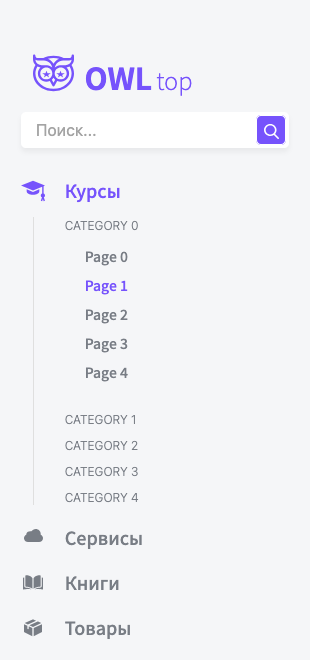 OWL top
Поиск...
Курсы
CATEGORY 0
Page 0
Page 1
Page 2
Page 3
Page 4
CATEGORY 1
CATEGORY 2
CATEGORY 3
CATEGORY 4
Сервисы
Книги
Товары